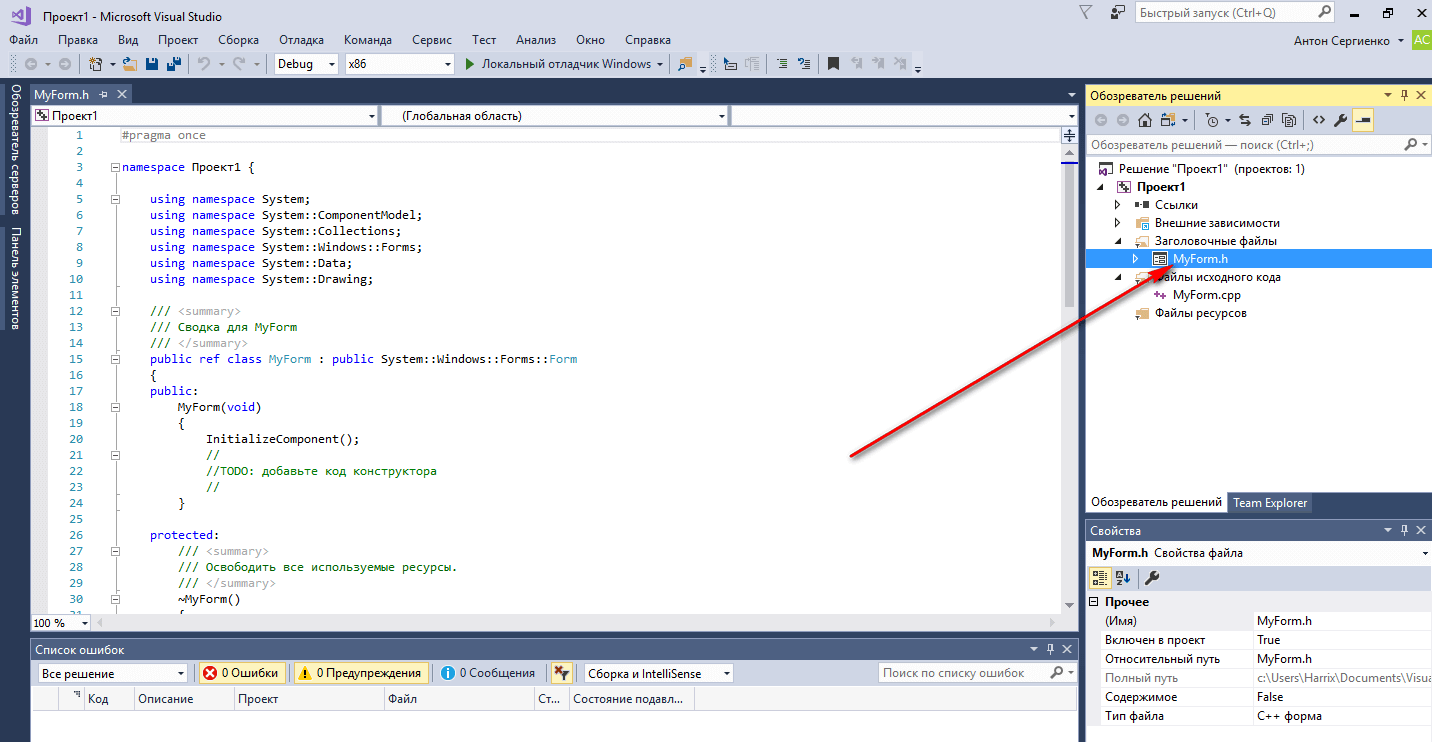 Проект1 - Microsoft Visual Studio
Быстрый запуск (Ctrl+Q)
Файл Правка Вид Проект Сборка Отладка Команда Сервис Тест Анализ Окно Справка
Антон Сергиенко AC
Debug x86 Локальный отладчик Windows
Обозреватель серверов
Панель элементов
MyForm.h
Проект1 (Глобальная область)
1 #pragma once
2
3 namespace Проект1 {
4
5 using namespace System;
6 using namespace System::ComponentModel;
7 using namespace System::Collections;
8 using namespace System::Windows::Forms;
9 using namespace System::Data;
10 using namespace System::Drawing;
11
12 /// <summary>
13 /// Сводка для MyForm
14 /// </summary>
15 public ref class MyForm : public System::Windows::Forms::Form
16 {
17 public:
18 MyForm(void)
19 {
20 InitializeComponent();
21 //
22 //TODO: добавьте код конструктора
23 //
24 }
25
26 protected:
27 /// <summary>
28 /// Освободить все используемые ресурсы.
29 /// </summary>
30 ~MyForm()
100 %
Список ошибок
Все решение 0 Ошибки 0 Предупреждения 0 Сообщения Сборка и IntelliSense Поиск по списку ошибок
Код Описание Проект Файл Ст... Состояние подавл...
Обозреватель решений
Обозреватель решений — поиск (Ctrl+;)
Решение "Проект1" (проектов: 1)
Проект1
Ссылки
Внешние зависимости
Заголовочные файлы
MyForm.h
Файлы исходного кода
MyForm.cpp
Файлы ресурсов
Обозреватель решений Team Explorer
Свойства
MyForm.h Свойства файла
Прочее
(Имя) MyForm.h
Включен в проект True
Относительный путь MyForm.h
Полный путь c:\Users\Harrix\Documents\Visua
Содержимое False
Тип файла C++ форма